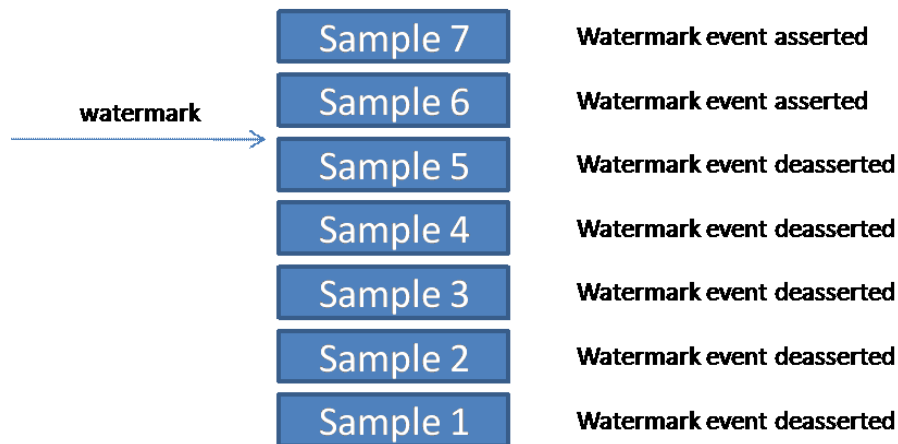 Sample 7 Watermark event asserted
Sample 6 Watermark event asserted
watermark
Sample 5 Watermark event deasserted
Sample 4 Watermark event deasserted
Sample 3 Watermark event deasserted
Sample 2 Watermark event deasserted
Sample 1 Watermark event deasserted